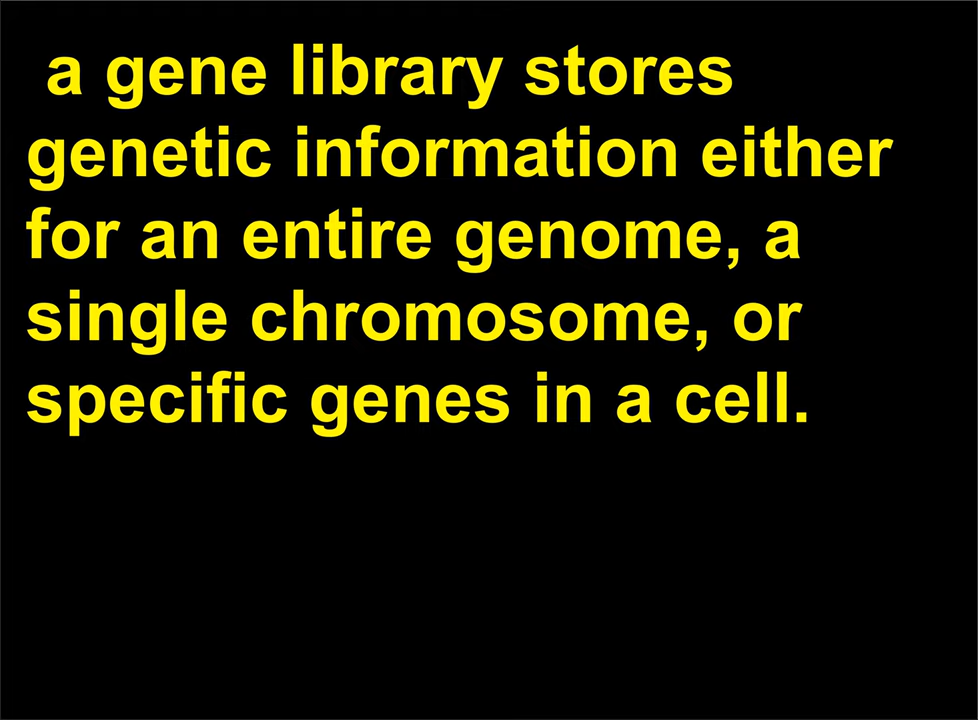 a gene library stores
genetic information either
for an entire genome, a
single chromosome, or
specific genes in a cell.